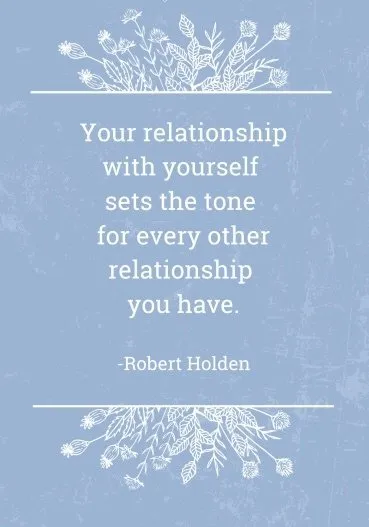 Your relationship
with yourself
sets the tone
for every other
relationship
you have.
-Robert Holden